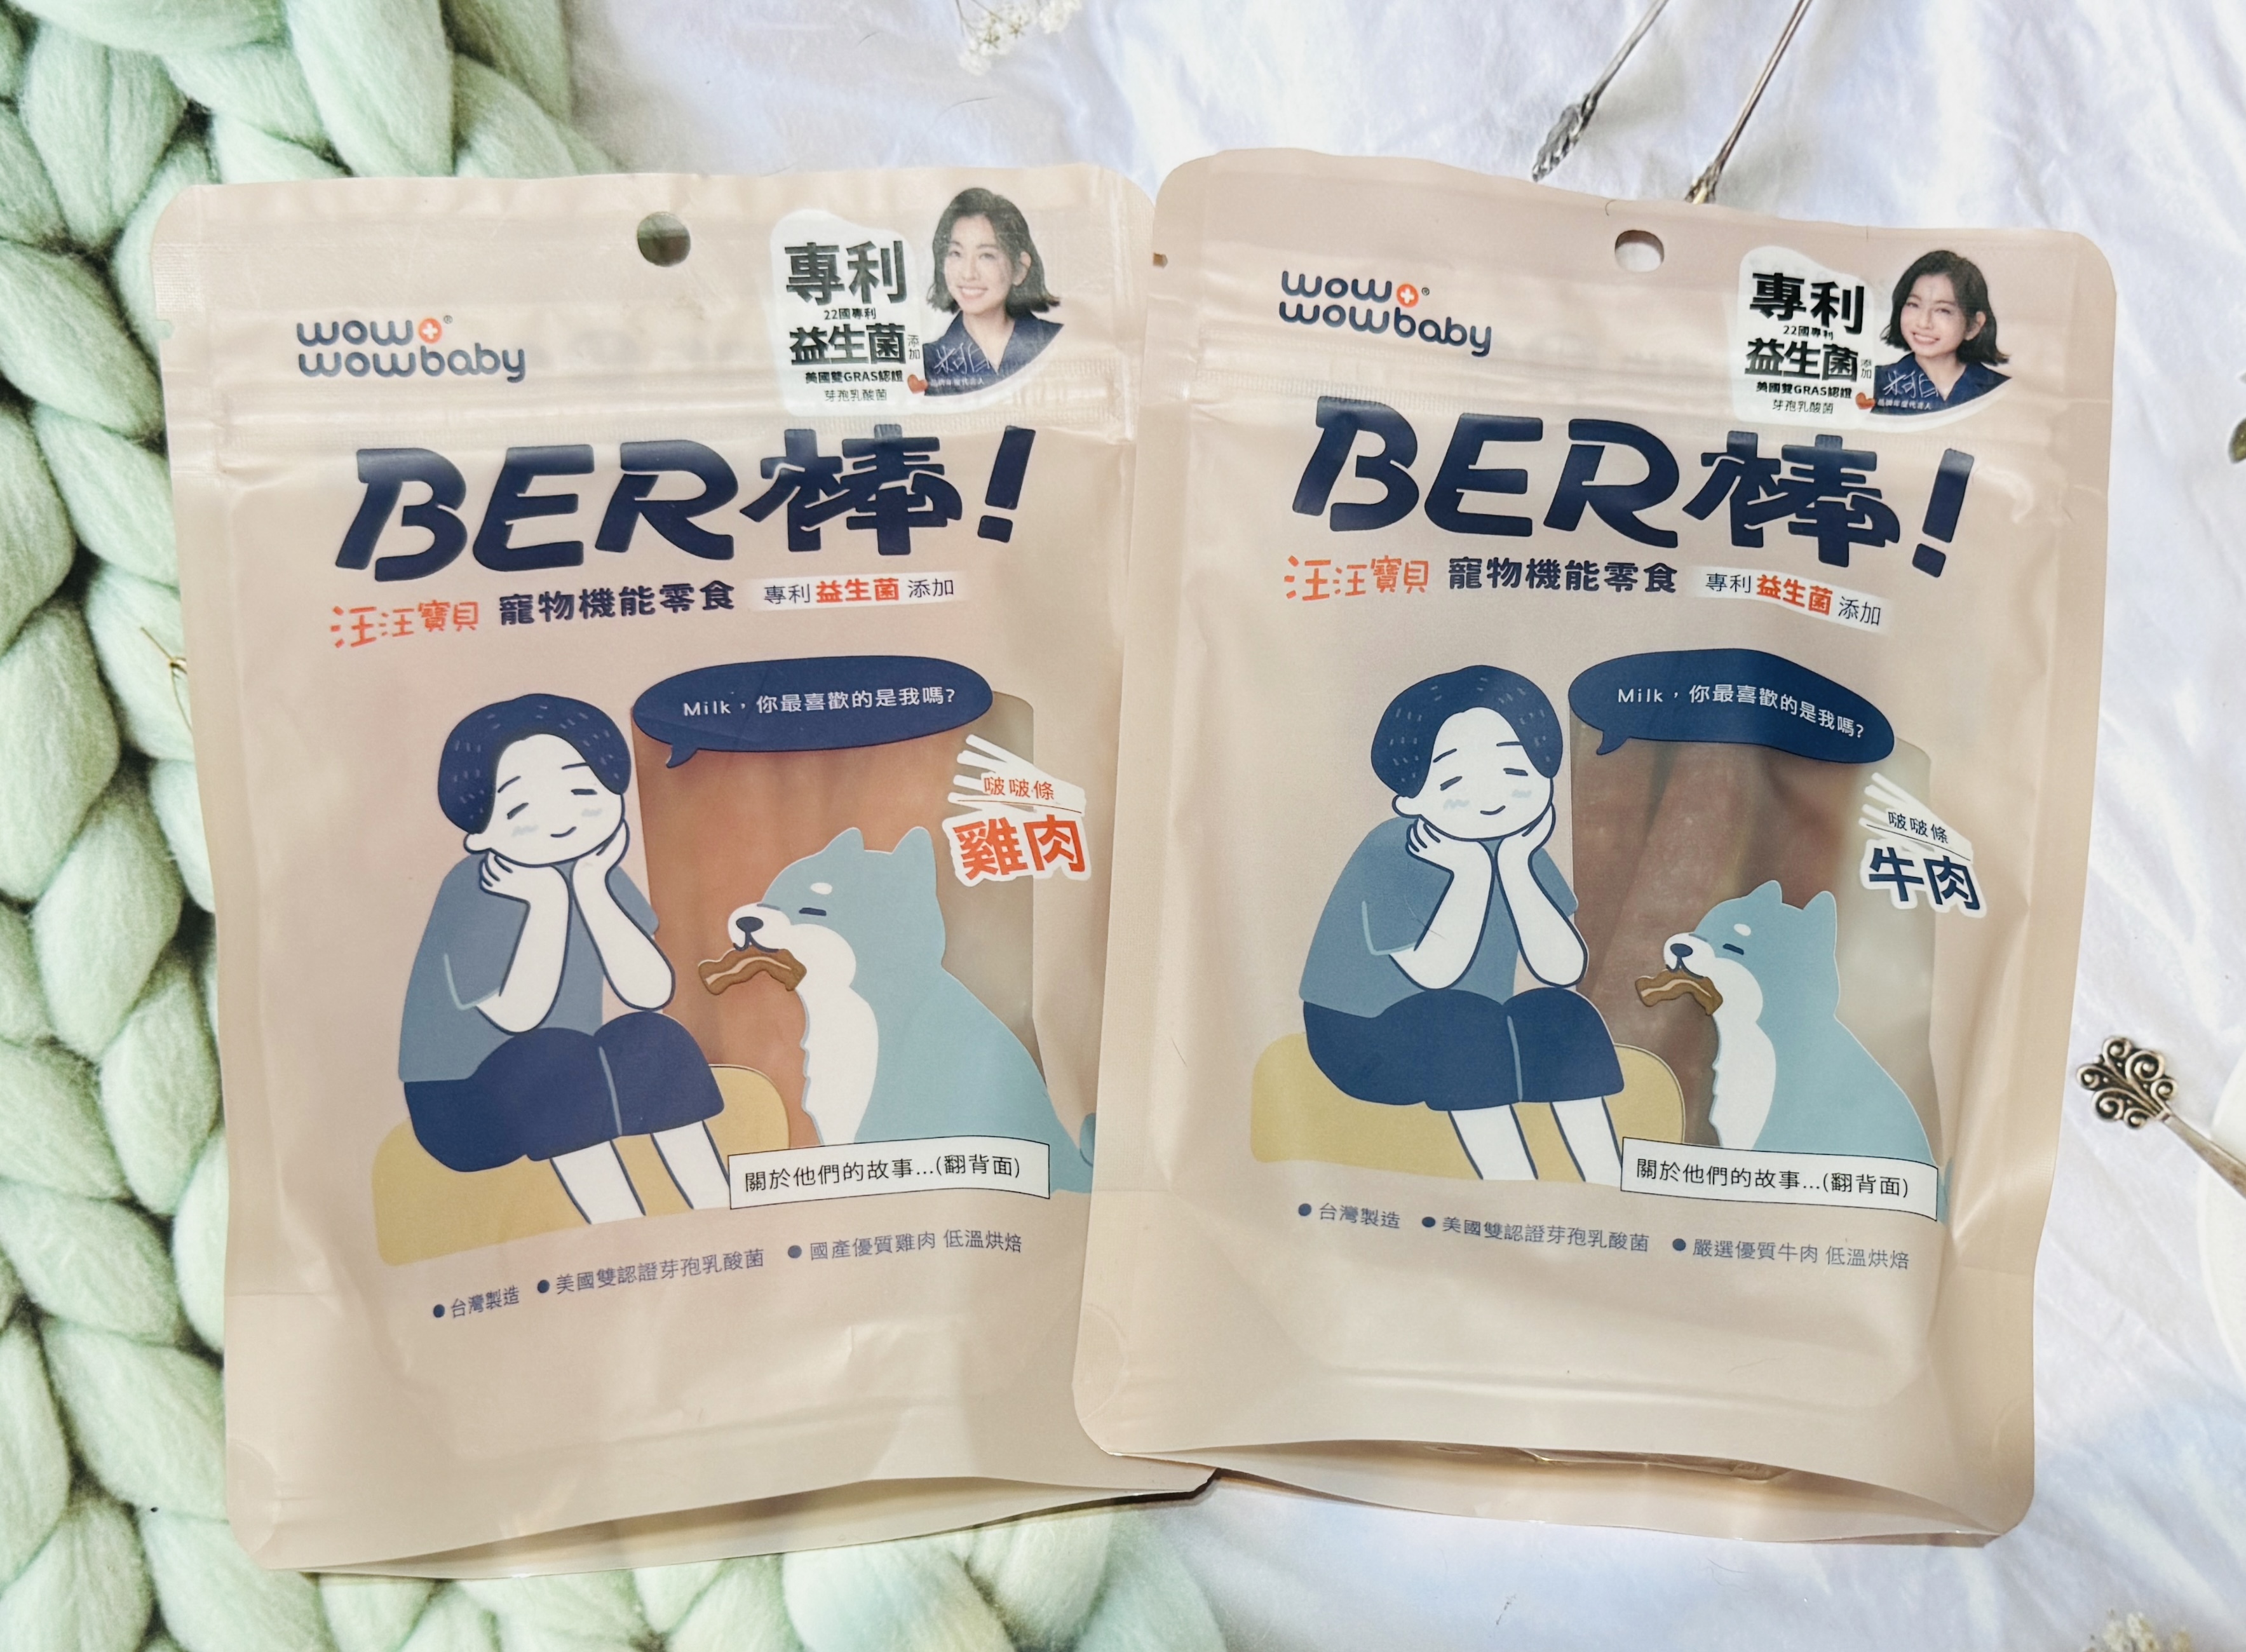 wow
wowbaby
專利
22國專利
益生菌 添加
美國雙GRAS認證
芽孢乳酸菌
BER棒!
汪汪寶貝 寵物機能零食 專利益生菌添加
Milk，你最喜歡的是我嗎?
啵啵條
雞肉
關於他們的故事...(翻背面)
●台灣製造 ●美國雙認證芽孢乳酸菌 ●國產優質雞肉 低溫烘焙
wow
wowbaby
專利
22國專利
益生菌 添加
美國雙GRAS認證
芽孢乳酸菌
BER棒!
汪汪寶貝 寵物機能零食 專利益生菌添加
Milk，你最喜歡的是我嗎?
啵啵條
牛肉
關於他們的故事...(翻背面)
●台灣製造 ●美國雙認證芽孢乳酸菌 ●嚴選優質牛肉 低溫烘焙